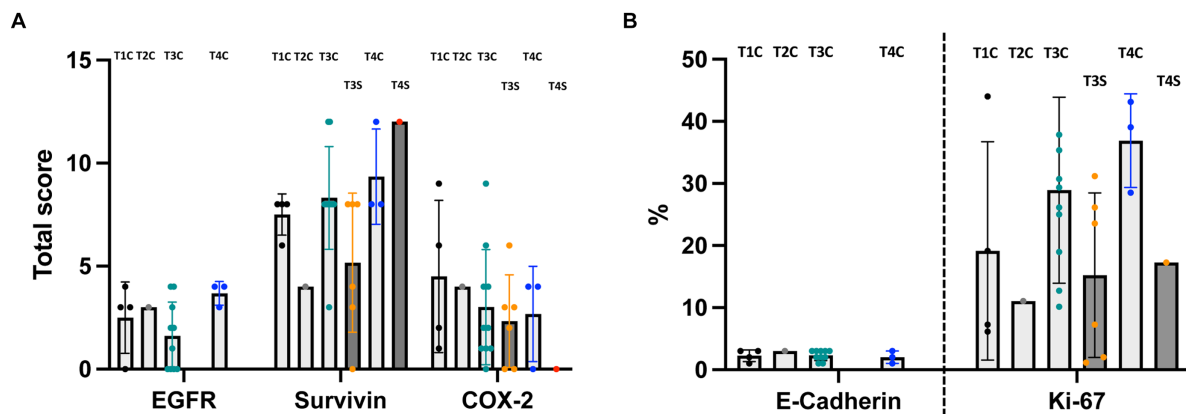 A
T1C T2C T3C T4C T1C T2C T3C T4C T1C T2C T3C T4C
T3S T4S T3S T4S
15
10
5
0
Total score
EGFR Survivin COX-2
B
T1C T2C T3C T4C T1C T2C T3C T4C
T3S T4S
50
40
30
20
10
0
%
E-Cadherin Ki-67